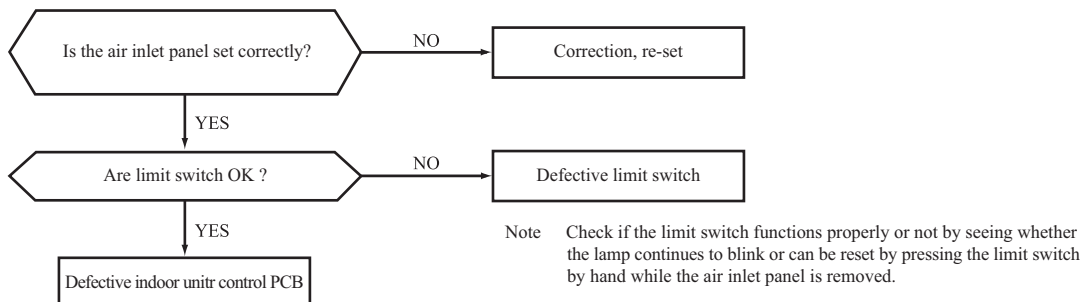 Is the air inlet panel set correctly?
NO
Correction, re-set
YES
Are limit switch OK ?
NO
Defective limit switch
YES
Defective indoor unitr control PCB
Note Check if the limit switch functions properly or not by seeing whether
the lamp continues to blink or can be reset by pressing the limit switch
by hand while the air inlet panel is removed.